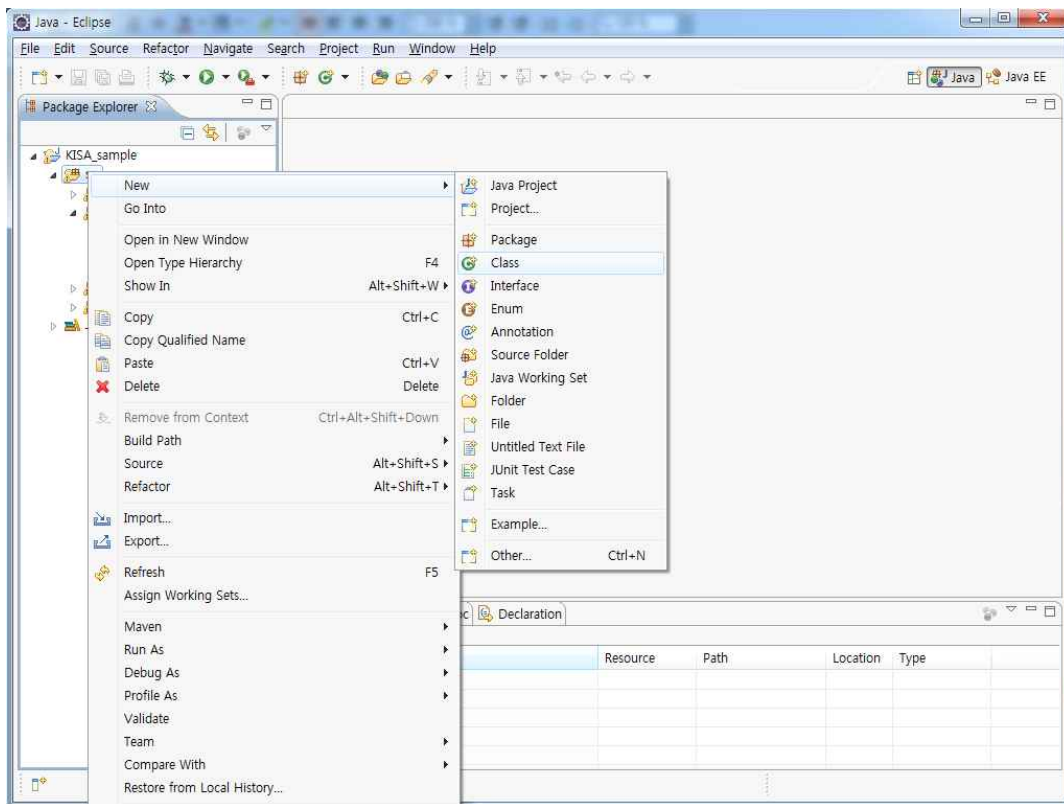 Java - Eclipse
File Edit Source Refactor Navigate Search Project Run Window Help
Java Java EE
Package Explorer
KISA_sample
New
Go Into
Open in New Window
Open Type Hierarchy F4
Show In Alt+Shift+W
Copy Ctrl+C
Copy Qualified Name
Paste Ctrl+V
Delete Delete
Remove from Context Ctrl+Alt+Shift+Down
Build Path
Source Alt+Shift+S
Refactor Alt+Shift+T
Import...
Export...
Refresh F5
Assign Working Sets...
Maven
Run As
Debug As
Profile As
Validate
Team
Compare With
Restore from Local History...
Java Project
Project...
Package
Class
Interface
Enum
Annotation
Source Folder
Java Working Set
Folder
File
Untitled Text File
JUnit Test Case
Task
Example...
Other... Ctrl+N
Declaration
Resource Path Location Type